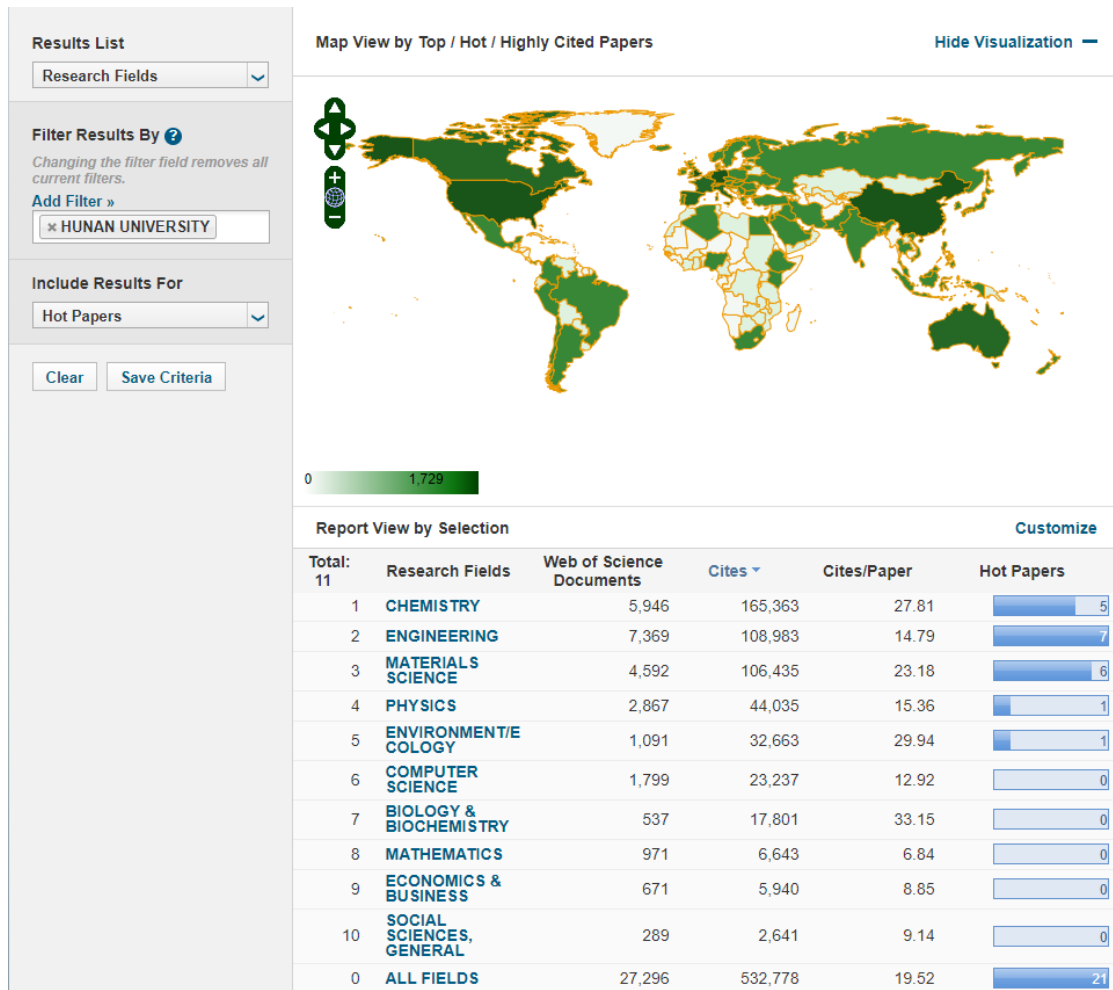 Results List
Research Fields
Filter Results By ?
Changing the filter field removes all
current filters.
Add Filter »
× HUNAN UNIVERSITY
Include Results For
Hot Papers
Clear Save Criteria
Map View by Top / Hot / Highly Cited Papers Hide Visualization −
0 1,729
Report View by Selection Customize
Total:
11 Research Fields Web of Science
Documents Cites Cites/Paper Hot Papers
1 CHEMISTRY 5,946 165,363 27.81 5
2 ENGINEERING 7,369 108,983 14.79 7
3 MATERIALS
SCIENCE 4,592 106,435 23.18 6
4 PHYSICS 2,867 44,035 15.36 1
5 ENVIRONMENT/E
COLOGY 1,091 32,663 29.94 1
6 COMPUTER
SCIENCE 1,799 23,237 12.92 0
7 BIOLOGY &
BIOCHEMISTRY 537 17,801 33.15 0
8 MATHEMATICS 971 6,643 6.84 0
9 ECONOMICS &
BUSINESS 671 5,940 8.85 0
10 SOCIAL
SCIENCES,
GENERAL 289 2,641 9.14 0
0 ALL FIELDS 27,296 532,778 19.52 21